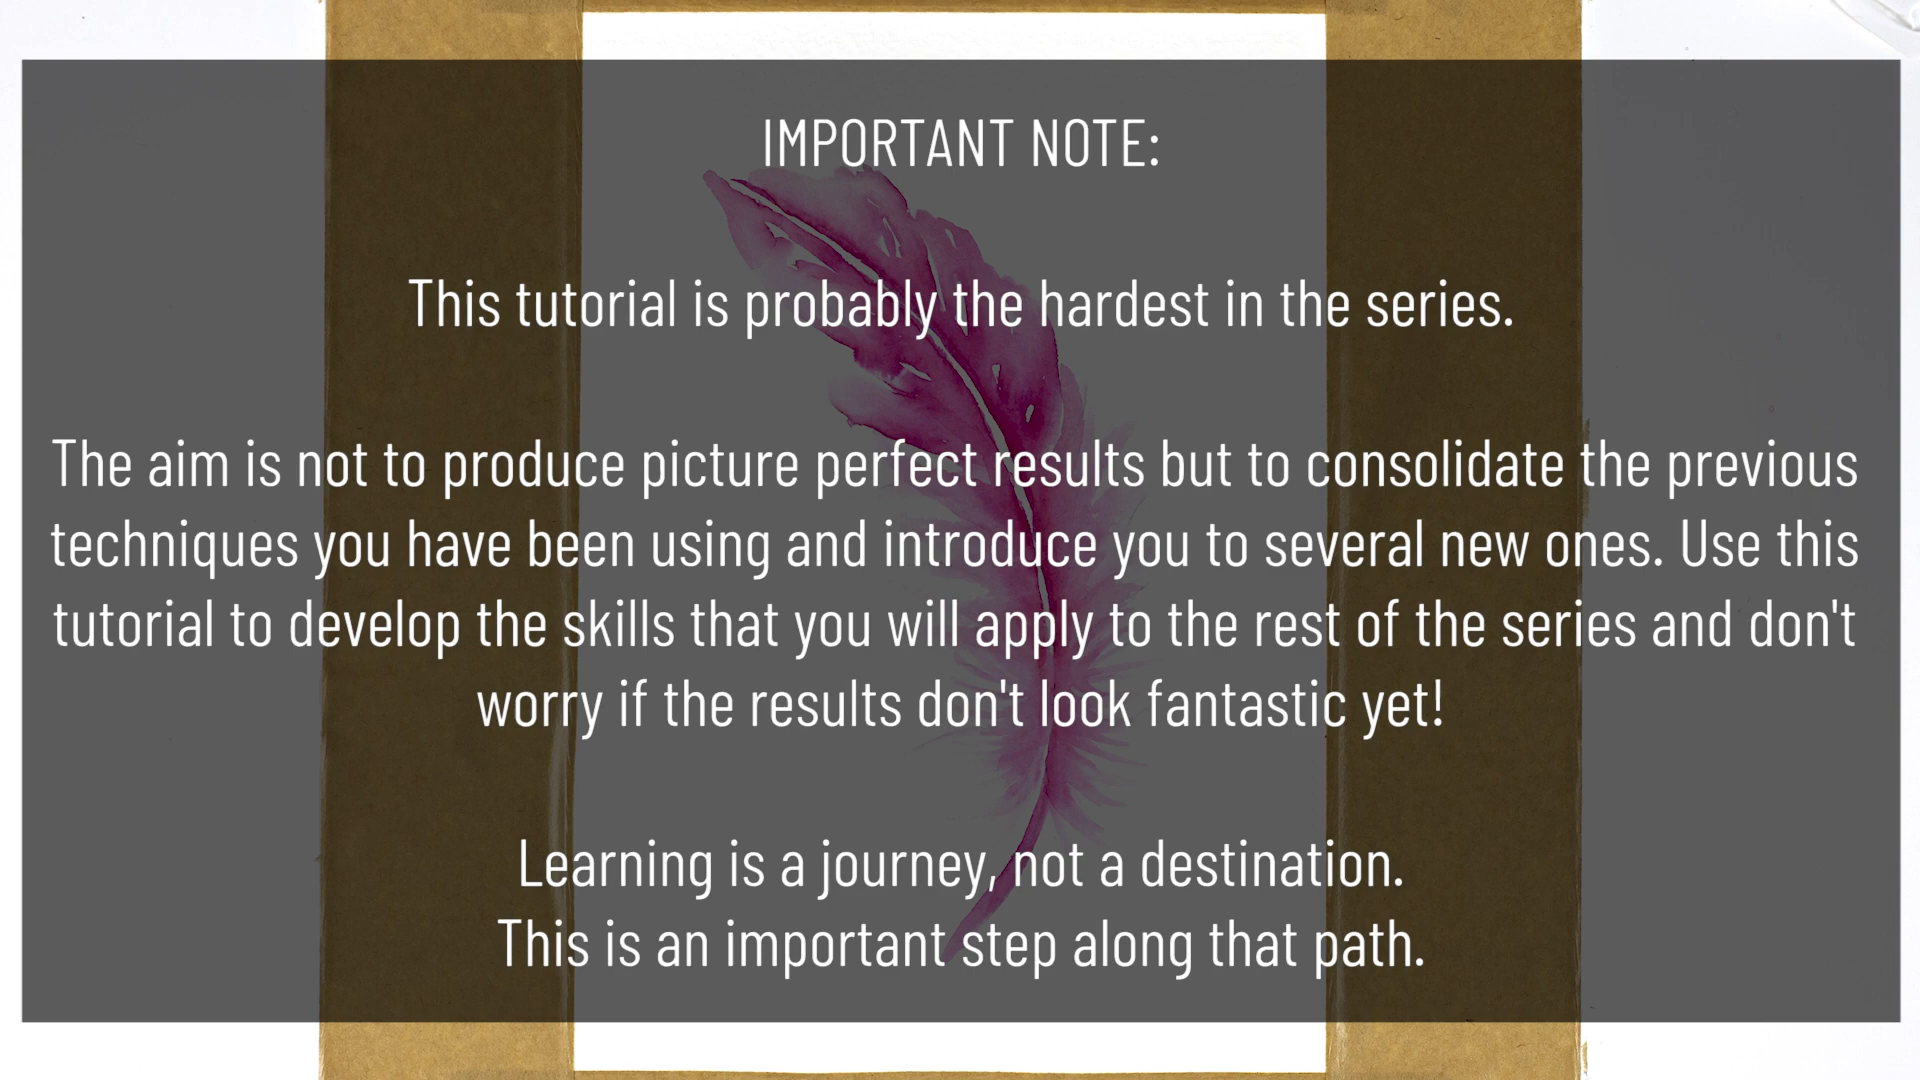 IMPORTANT NOTE:
This tutorial is probably the hardest in the series.
The aim is not to produce picture perfect results but to consolidate the previous
techniques you have been using and introduce you to several new ones. Use this
tutorial to develop the skills that you will apply to the rest of the series and don't
worry if the results don't look fantastic yet!
Learning is a journey, not a destination.
This is an important step along that path.